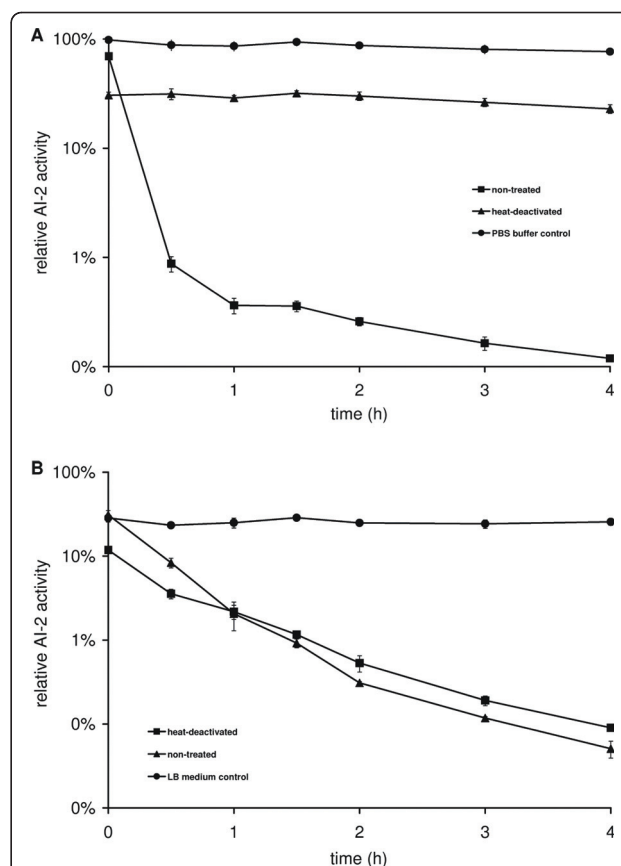 A
100%
10%
1%
0%
relative AI-2 activity
non-treated
heat-deactivated
PBS buffer control
0 1 2 3 4
time (h)
B
100%
10%
1%
0%
0%
relative AI-2 activity
heat-deactivated
non-treated
LB medium control
0 1 2 3 4
time (h)